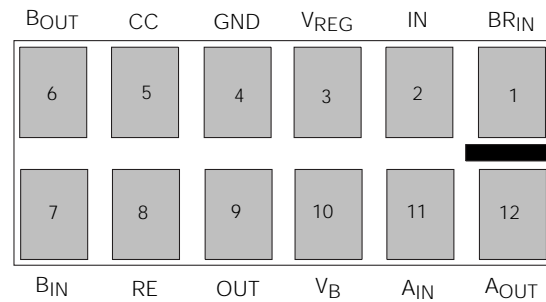 BOUT CC GND VREG IN BRIN
6 5 4 3 2 1
7 8 9 10 11 12
BIN RE OUT VB AIN AOUT